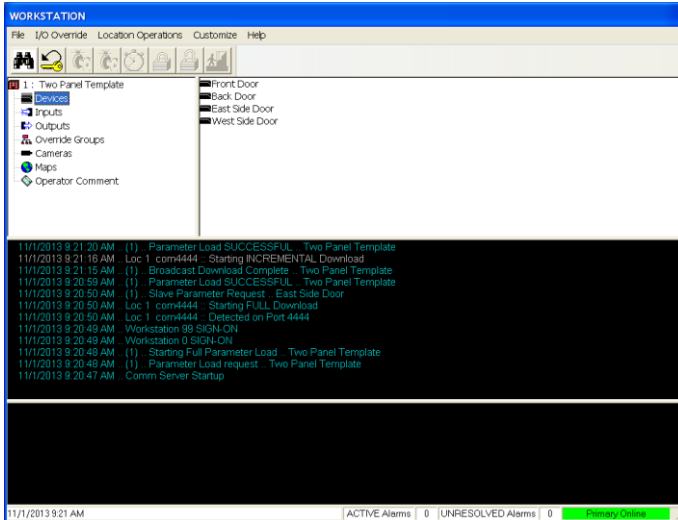 WORKSTATION
File I/O Override Location Operations Customize Help
1 : Two Panel Template
Devices
Inputs
Outputs
Override Groups
Cameras
Maps
Operator Comment
Front Door
Back Door
East Side Door
West Side Door
11/1/2013 9:21:20 AM .. (1) .. Parameter Load SUCCESSFUL .. Two Panel Template
11/1/2013 9:21:16 AM .. Loc 1 com4444 :: Starting INCREMENTAL Download
11/1/2013 9:21:15 AM .. (1) .. Broadcast Download Complete .. Two Panel Template
11/1/2013 9:20:59 AM .. (1) .. Parameter Load SUCCESSFUL .. Two Panel Template
11/1/2013 9:20:50 AM .. (1) .. Slave Parameter Request .. East Side Door
11/1/2013 9:20:50 AM .. Loc 1 com4444 :: Starting FULL Download
11/1/2013 9:20:50 AM .. Loc 1 com4444 :: Detected on Port 4444
11/1/2013 9:20:49 AM .. Workstation 99 SIGN-ON
11/1/2013 9:20:49 AM .. Workstation 0 SIGN-ON
11/1/2013 9:20:48 AM .. (1) .. Starting Full Parameter Load .. Two Panel Template
11/1/2013 9:20:48 AM .. (1) .. Parameter Load request .. Two Panel Template
11/1/2013 9:20:47 AM .. Comm Server Startup
11/1/2013 9:21 AM ACTIVE Alarms 0 UNRESOLVED Alarms 0 Primary Online